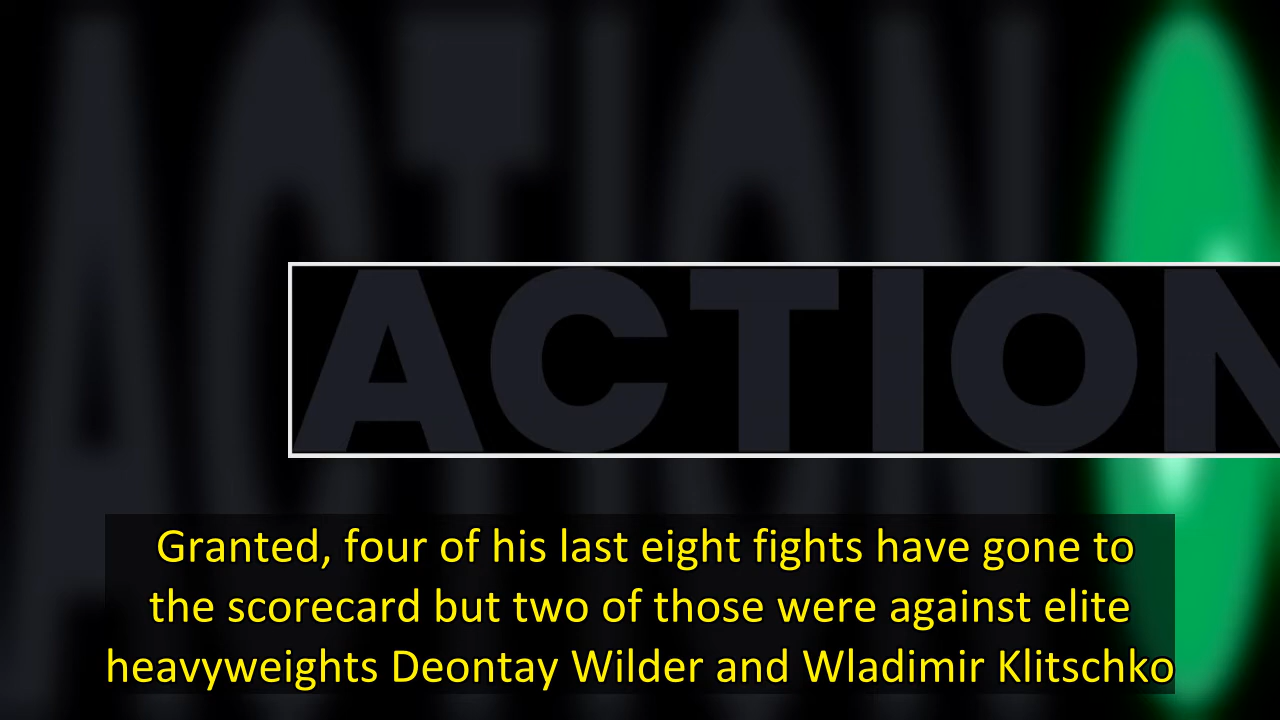 ACTION
ACTION
Granted, four of his last eight fights have gone to
the scorecard but two of those were against elite
heavyweights Deontay Wilder and Wladimir Klitschko